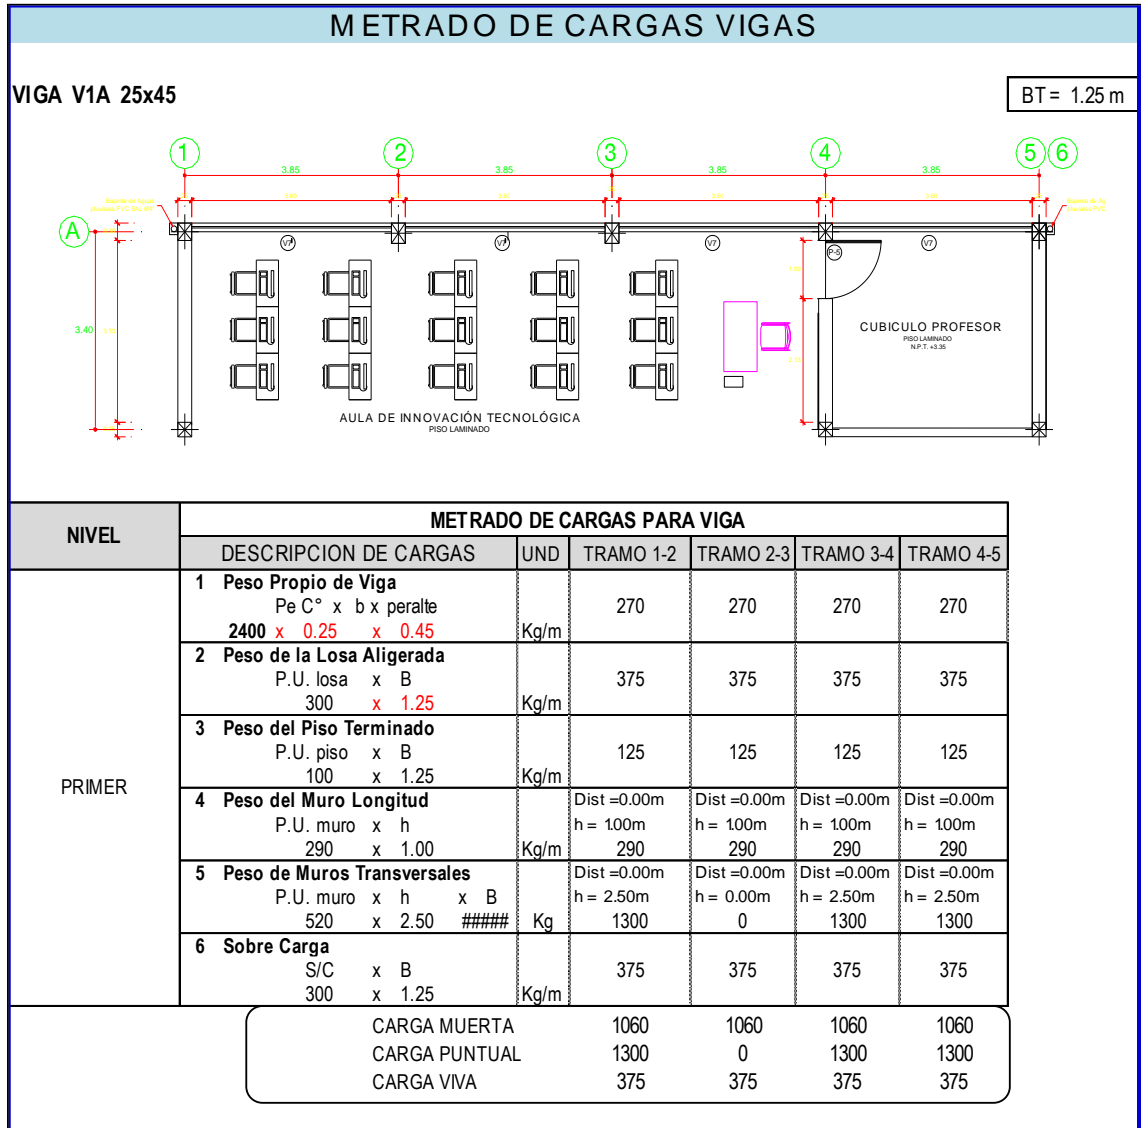 METRADO DE CARGAS VIGAS
VIGA V1A 25x45
BT = 1.25 m
1 2 3 4 5 6
3.85 3.85 3.85 3.85
A
V7 V7 V7 V7
P-5
3.40
CUBICULO PROFESOR
PISO LAMINADO
N.P.T. +3.35
AULA DE INNOVACIÓN TECNOLÓGICA
PISO LAMINADO
NIVEL METRADO DE CARGAS PARA VIGA
DESCRIPCION DE CARGAS UND TRAMO 1-2 TRAMO 2-3 TRAMO 3-4 TRAMO 4-5
PRIMER
1 Peso Propio de Viga
Pe C° x b x peralte 270 270 270 270
2400 x 0.25 x 0.45 Kg/m
2 Peso de la Losa Aligerada
P.U. losa x B 375 375 375 375
300 x 1.25 Kg/m
3 Peso del Piso Terminado
P.U. piso x B 125 125 125 125
100 x 1.25 Kg/m
4 Peso del Muro Longitud Dist =0.00m Dist =0.00m Dist =0.00m Dist =0.00m
P.U. muro x h h = 1.00m h = 1.00m h = 1.00m h = 1.00m
290 x 1.00 Kg/m 290 290 290 290
5 Peso de Muros Transversales Dist =0.00m Dist =0.00m Dist =0.00m Dist =0.00m
P.U. muro x h x B h = 2.50m h = 0.00m h = 2.50m h = 2.50m
520 x 2.50 ##### Kg 1300 0 1300 1300
6 Sobre Carga
S/C x B 375 375 375 375
300 x 1.25 Kg/m
CARGA MUERTA 1060 1060 1060 1060
CARGA PUNTUAL 1300 0 1300 1300
CARGA VIVA 375 375 375 375